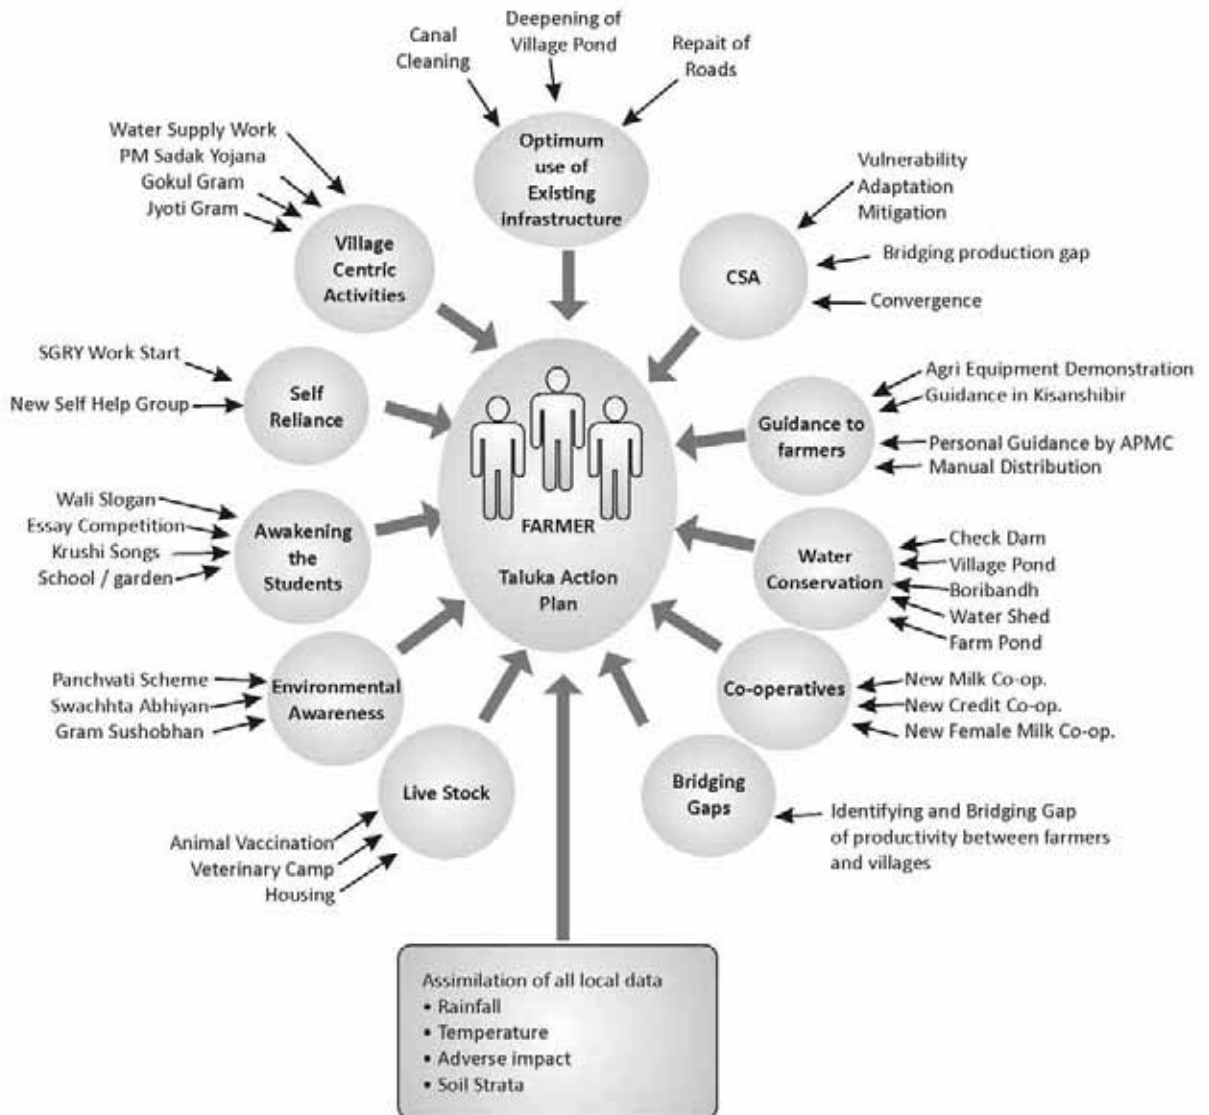 Deepening of
Village Pond
Canal
Cleaning
Repait of
Roads
Optimum
use of
Existing
infrastructure
Water Supply Work
PM Sadak Yojana
Gokul Gram
Jyoti Gram
Village
Centric
Activities
Vulnerability
Adaptation
Mitigation
Bridging production gap
Convergence
CSA
SGRY Work Start
New Self Help Group
Self
Reliance
Agri Equipment Demonstration
Guidance in Kisanshibir
Personal Guidance by APMC
Manual Distribution
Guidance to
farmers
FARMER
Taluka Action
Plan
Wali Slogan
Essay Competition
Krushi Songs
School / garden
Awakening
the
Students
Water
Conservation
Check Dam
Village Pond
Boribandh
Water Shed
Farm Pond
Panchvati Scheme
Swachhta Abhiyan
Gram Sushobhan
Environmental
Awareness
Co-operatives
New Milk Co-op.
New Credit Co-op.
New Female Milk Co-op.
Live Stock
Animal Vaccination
Veterinary Camp
Housing
Bridging
Gaps
Identifying and Bridging Gap
of productivity between farmers
and villages
Assimilation of all local data
• Rainfall
• Temperature
• Adverse impact
• Soil Strata